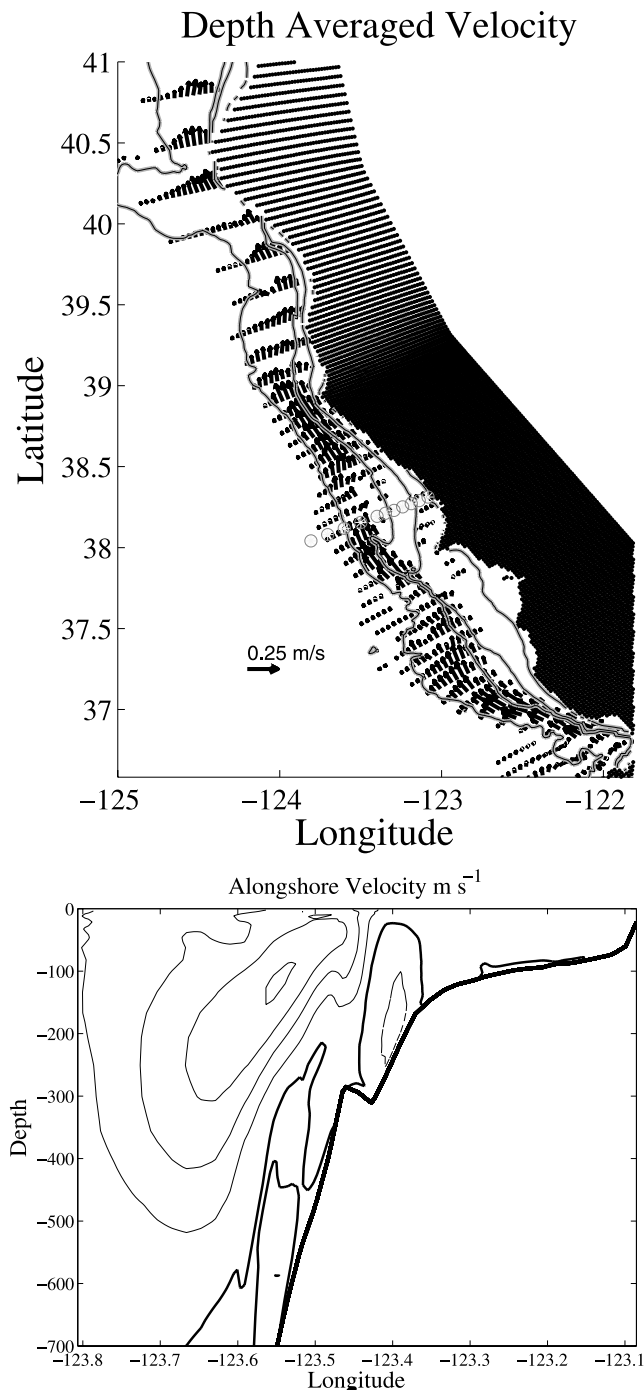 Depth Averaged Velocity
41
40.5
40
39.5
39
38.5
38
37.5
37
Latitude
0.25 m/s
−125 −124 −123 −122
Longitude
Alongshore Velocity m s−1
0
−100
−200
−300
−400
−500
−600
−700
Depth
−123.8 −123.7 −123.6 −123.5 −123.4 −123.3 −123.2 −123.1
Longitude